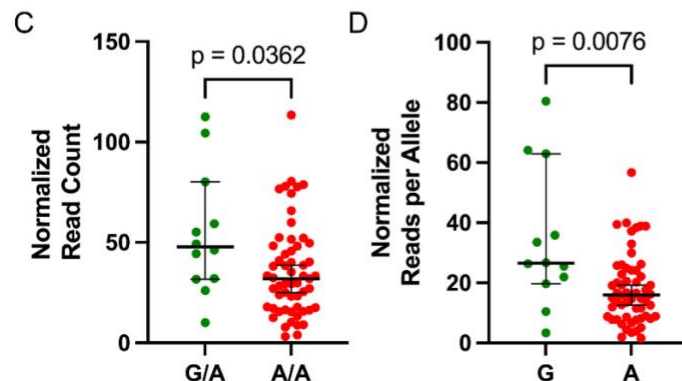 C
Normalized
Read Count
150
100
50
0
p = 0.0362
G/A
A/A
D
Normalized
Reads per Allele
100
80
60
40
20
0
p = 0.0076
G
A